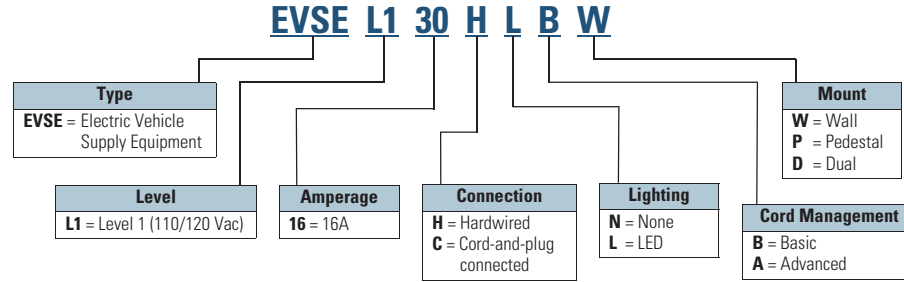 EVSE L1 30 H L B W
Type
EVSE = Electric Vehicle
Supply Equipment
Mount
W = Wall
P = Pedestal
D = Dual
Level
L1 = Level 1 (110/120 Vac)
Amperage
16 = 16A
Connection
H = Hardwired
C = Cord-and-plug
connected
Lighting
N = None
L = LED
Cord Management
B = Basic
A = Advanced